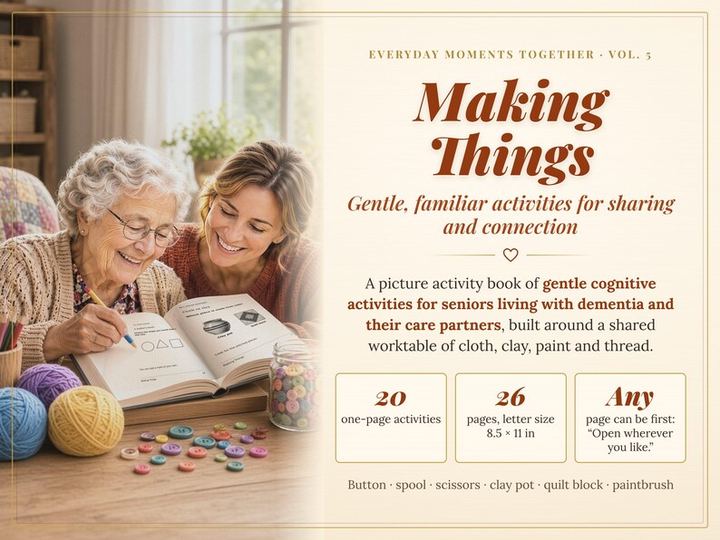 EVERYDAY MOMENTS TOGETHER · VOL. 5
Making
Things
Gentle, familiar activities for sharing
and connection
A picture activity book of gentle cognitive
activities for seniors living with dementia and
their care partners, built around a shared
worktable of cloth, clay, paint and thread.
20
one-page activities
26
pages, letter size
8.5 × 11 in
Any
page can be first:
“Open wherever
you like.”
Button · spool · scissors · clay pot · quilt block · paintbrush